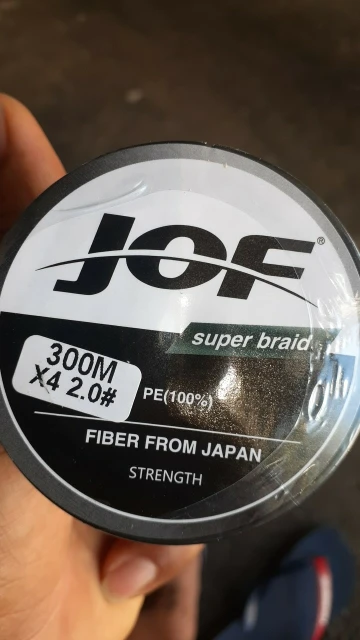 JOF®
super braid
300M
X4 2.0#
PE(100%)
FIBER FROM JAPAN
STRENGTH